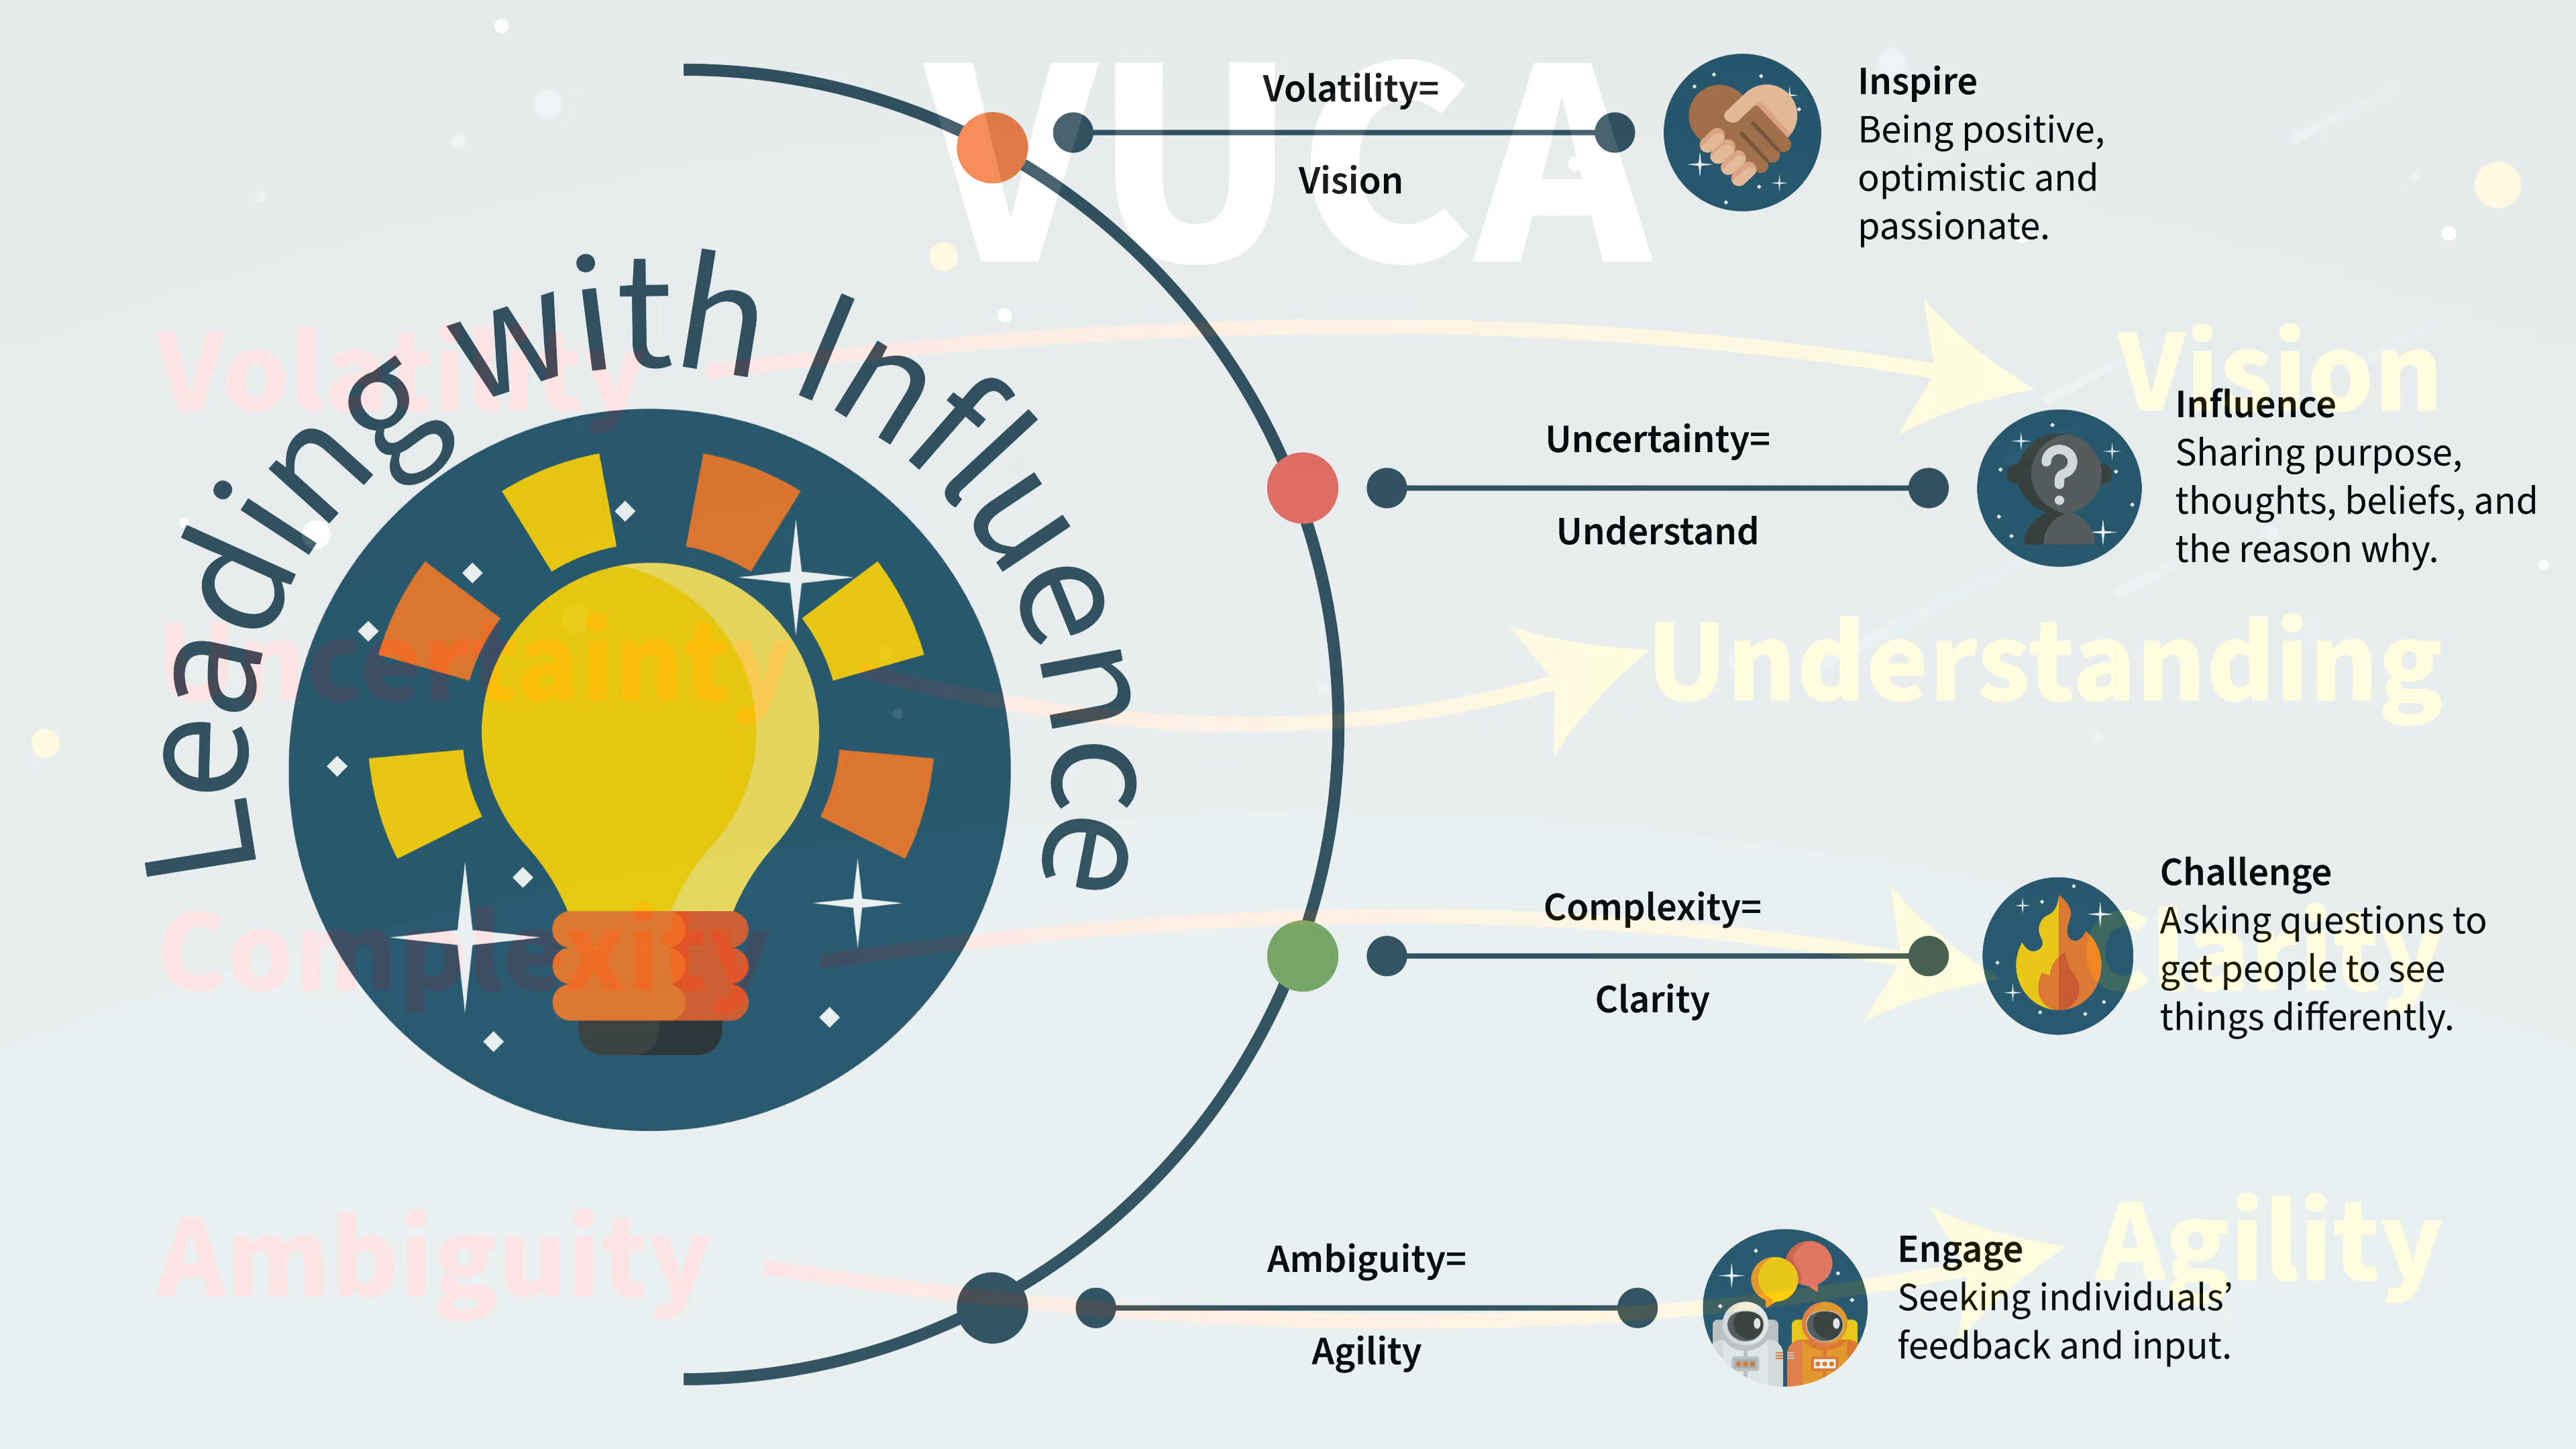 VUCA
Volatility=
Vision
Inspire
Being positive,
optimistic and
passionate.
Leading with Influence
Volatility
Vision
Uncertainty=
Understand
Influence
Sharing purpose,
thoughts, beliefs, and
the reason why.
?
Uncertainty
Understanding
Complexity=
Clarity
Challenge
Asking questions to
get people to see
things differently.
Complexity
Clarity
Ambiguity=
Agility
Engage
Seeking individuals’
feedback and input.
Ambiguity
Agility